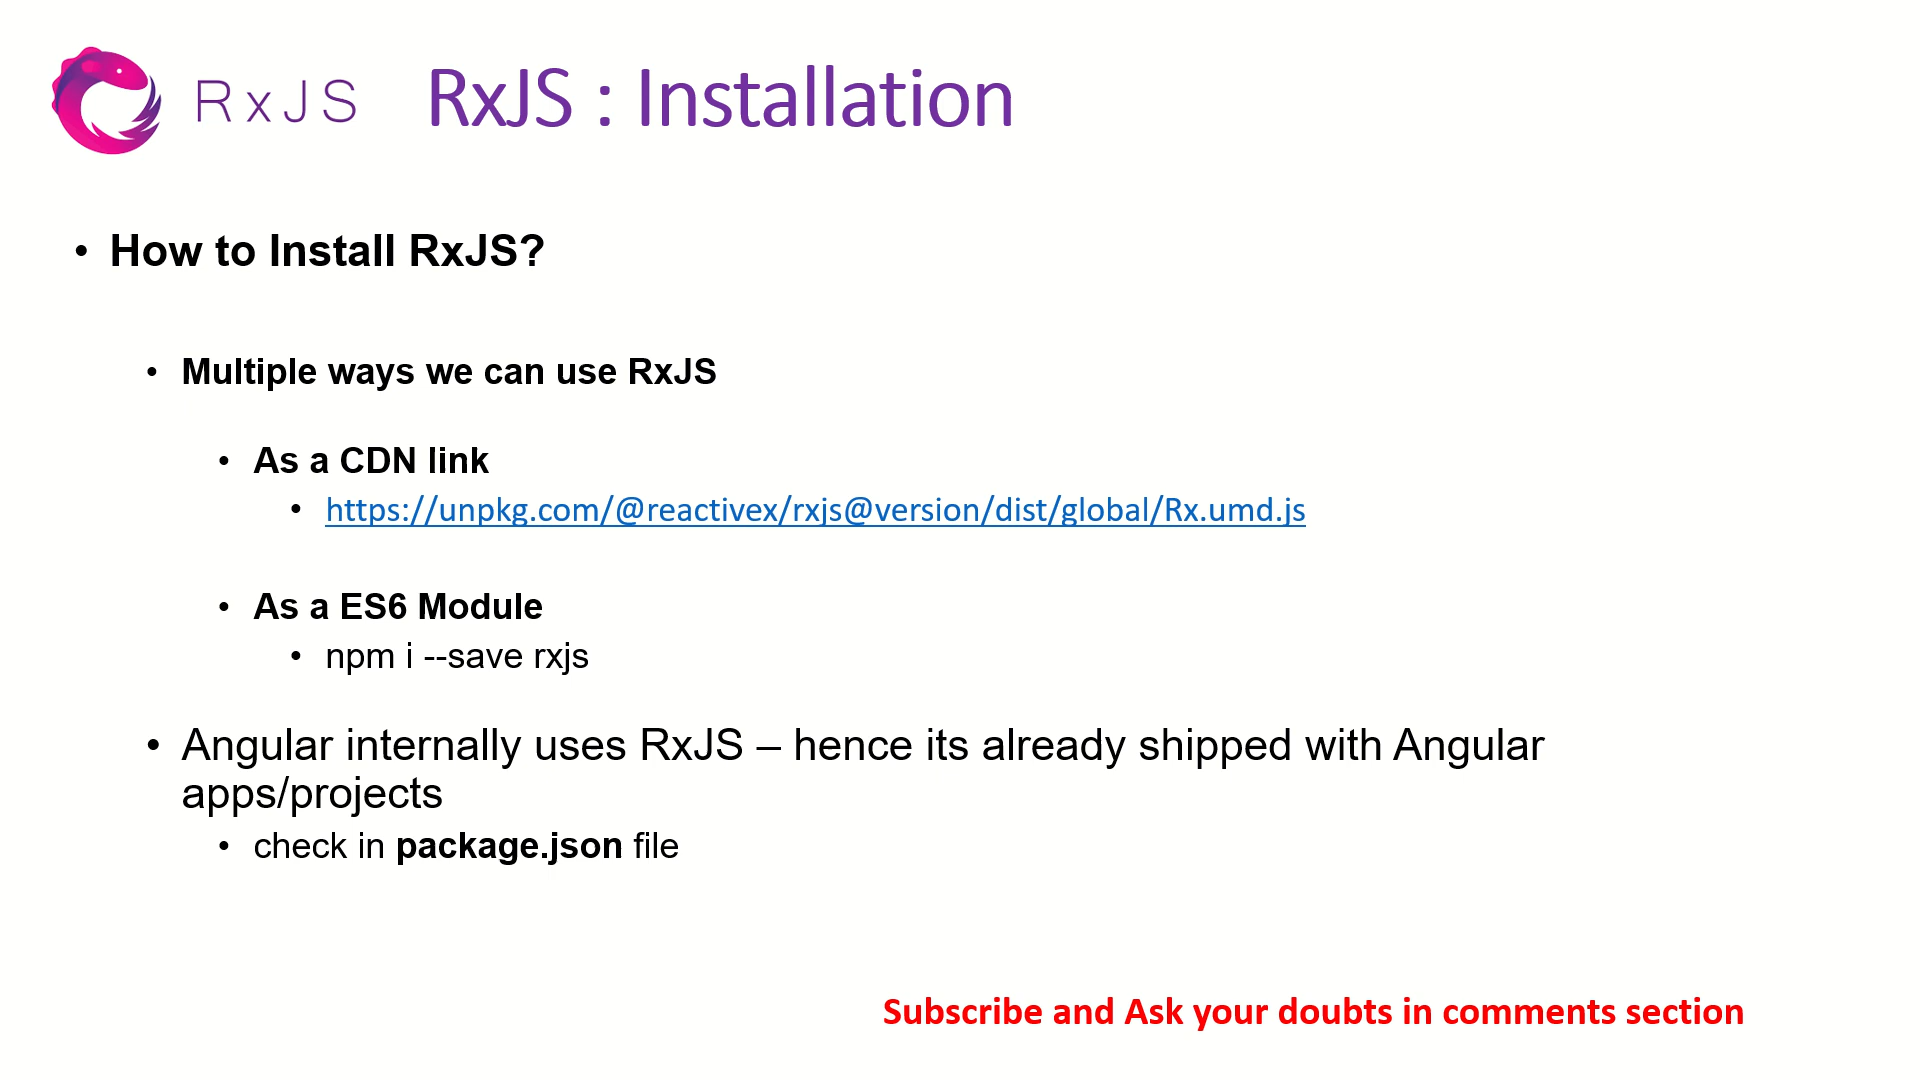 RxJS RxJS : Installation
• How to Install RxJS?
• Multiple ways we can use RxJS
• As a CDN link
• https://unpkg.com/@reactivex/rxjs@version/dist/global/Rx.umd.js
• As a ES6 Module
• npm i --save rxjs
• Angular internally uses RxJS – hence its already shipped with Angular
apps/projects
• check in package.json file
Subscribe and Ask your doubts in comments section